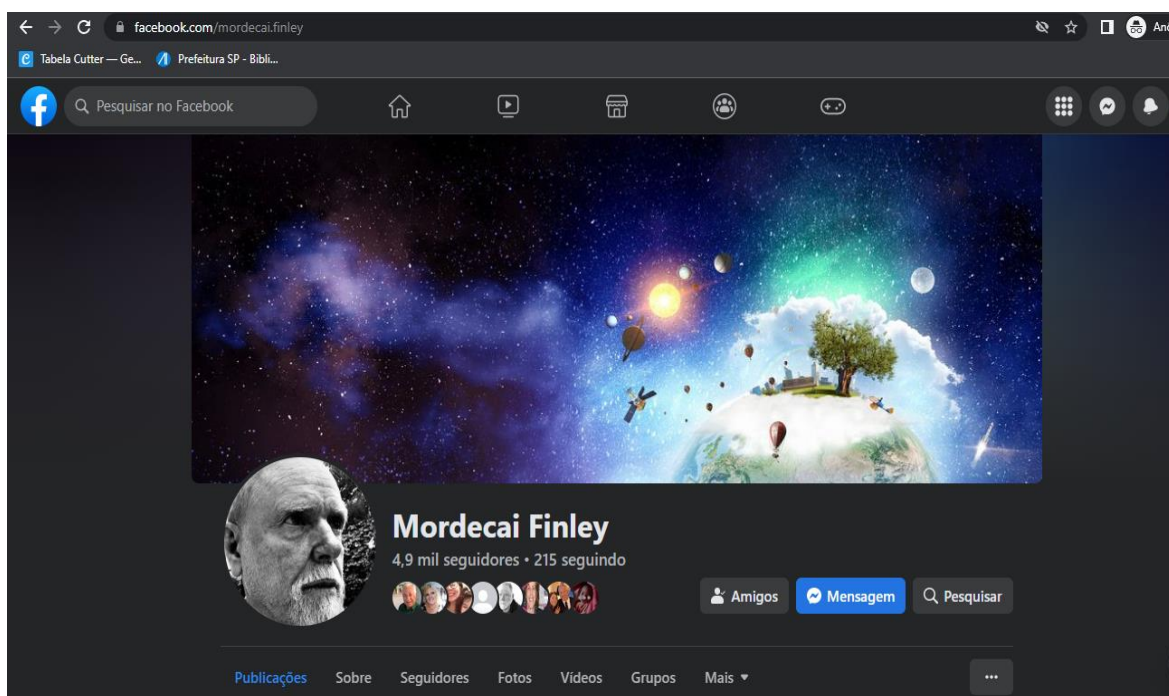 facebook.com/mordecai.finley
Tabela Cutter — Ge... Prefeitura SP - Bibli...
Pesquisar no Facebook
Mordecai Finley
4,9 mil seguidores • 215 seguindo
Amigos Mensagem Pesquisar
Publicações Sobre Seguidores Fotos Vídeos Grupos Mais